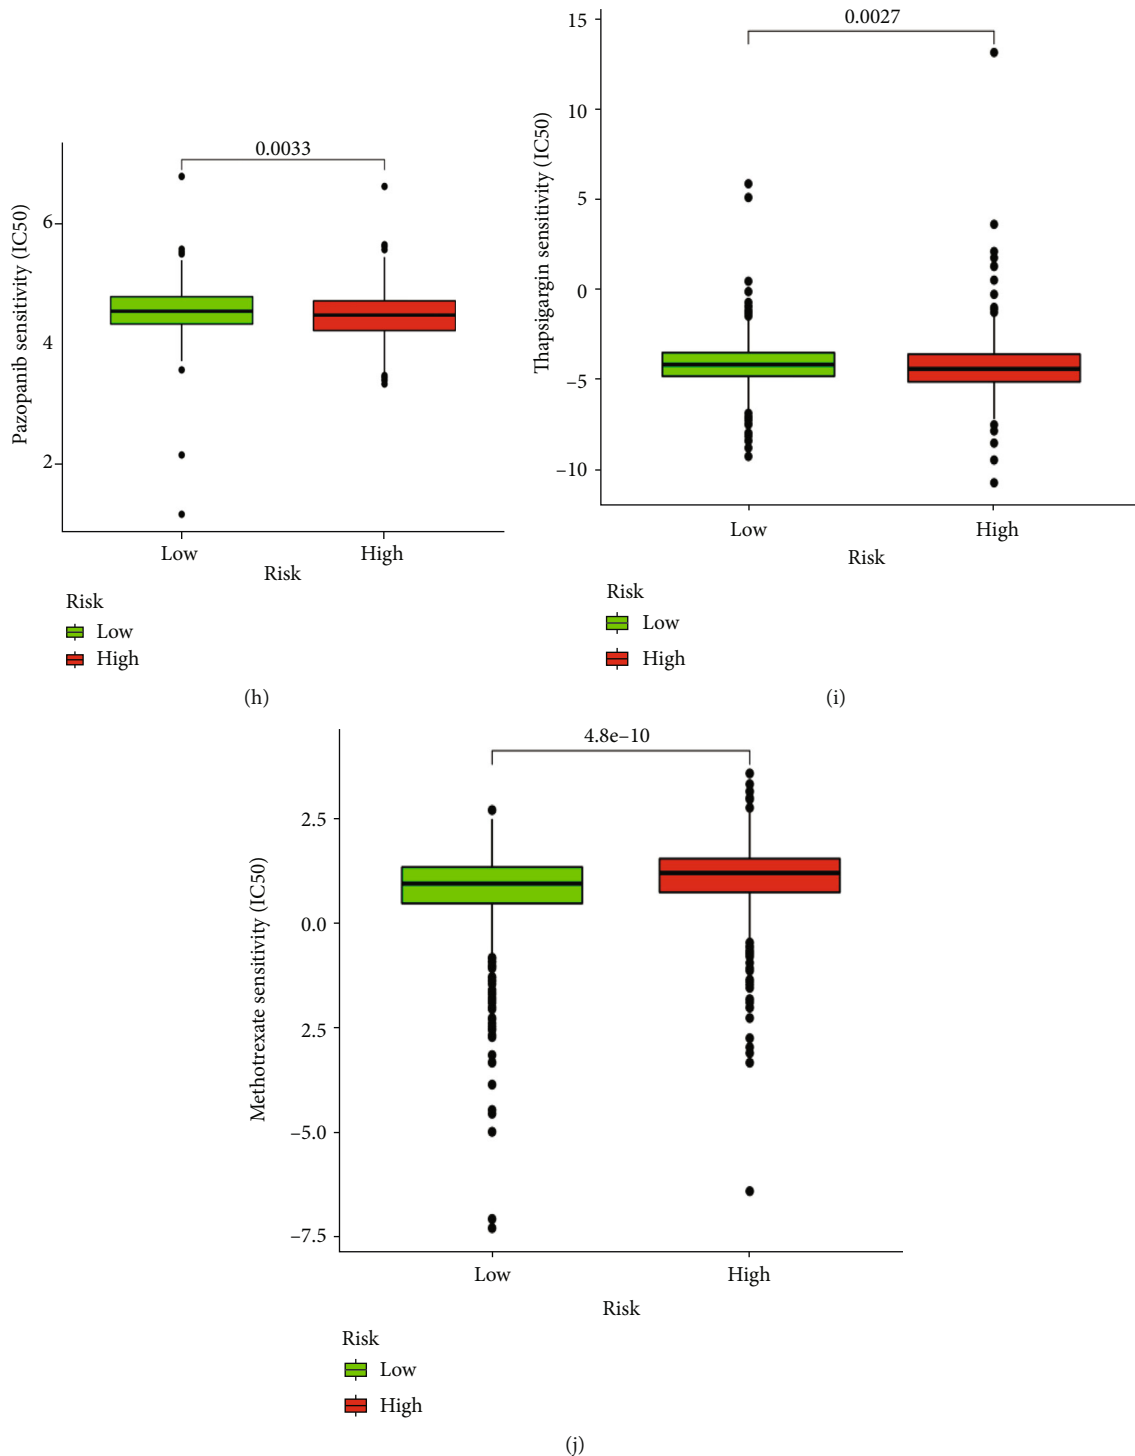 0.0033
Pazopanib sensitivity (IC50)
6
4
2
Low
High
Risk
Risk
Low
High
(h)
0.0027
Thapsigargin sensitivity (IC50)
15
10
5
0
−5
−10
Low
High
Risk
Risk
Low
High
(i)
4.8e−10
Methotrexate sensitivity (IC50)
2.5
0.0
2.5
−5.0
−7.5
Low
High
Risk
Risk
Low
High
(j)